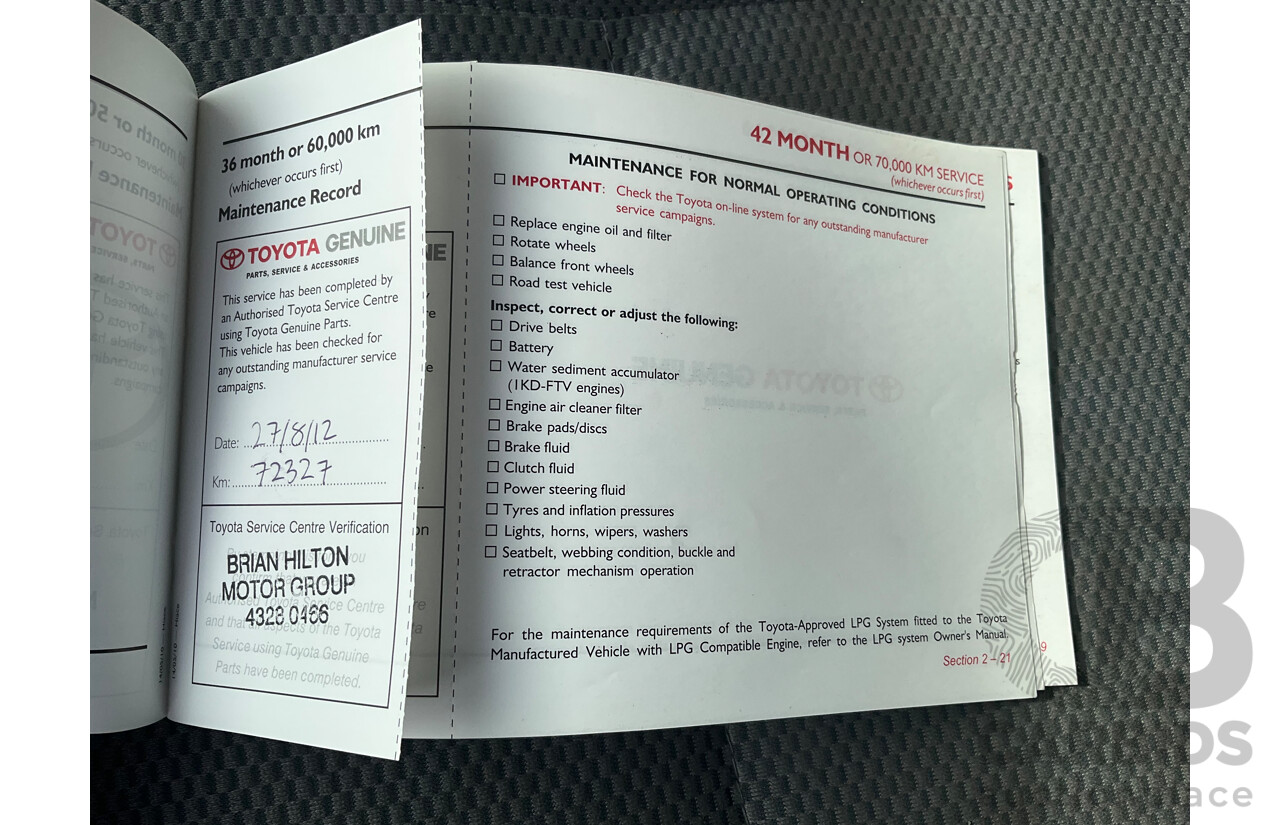 36 month or 60,000 km
(whichever occurs first)
Maintenance Record
TOYOTA GENUINE
PARTS, SERVICE & ACCESSORIES
This service has been completed by
an Authorised Toyota Service Centre
using Toyota Genuine Parts.
This vehicle has been checked for
any outstanding manufacturer service
campaigns.
Date: 27/8/12
Km: 72327
Toyota Service Centre Verification
BRIAN HILTON
MOTOR GROUP
4323 0466
Authorised Toyota Service Centre
and that all aspects of the Toyota
Service using Toyota Genuine
Parts have been completed.
42 MONTH OR 70,000 KM SERVICE
(whichever occurs first)
MAINTENANCE FOR NORMAL OPERATING CONDITIONS
☐ IMPORTANT: Check the Toyota on-line system for any outstanding manufacturer
service campaigns.
☐ Replace engine oil and filter
☐ Rotate wheels
☐ Balance front wheels
☐ Road test vehicle
Inspect, correct or adjust the following:
☐ Drive belts
☐ Battery
☐ Water sediment accumulator
(1KD-FTV engines)
☐ Engine air cleaner filter
☐ Brake pads/discs
☐ Brake fluid
☐ Clutch fluid
☐ Power steering fluid
☐ Tyres and inflation pressures
☐ Lights, horns, wipers, washers
☐ Seatbelt, webbing condition, buckle and
retractor mechanism operation
For the maintenance requirements of the Toyota-Approved LPG System fitted to the Toyota
Manufactured Vehicle with LPG Compatible Engine, refer to the LPG system Owner's Manual.
Section 2 – 21
9